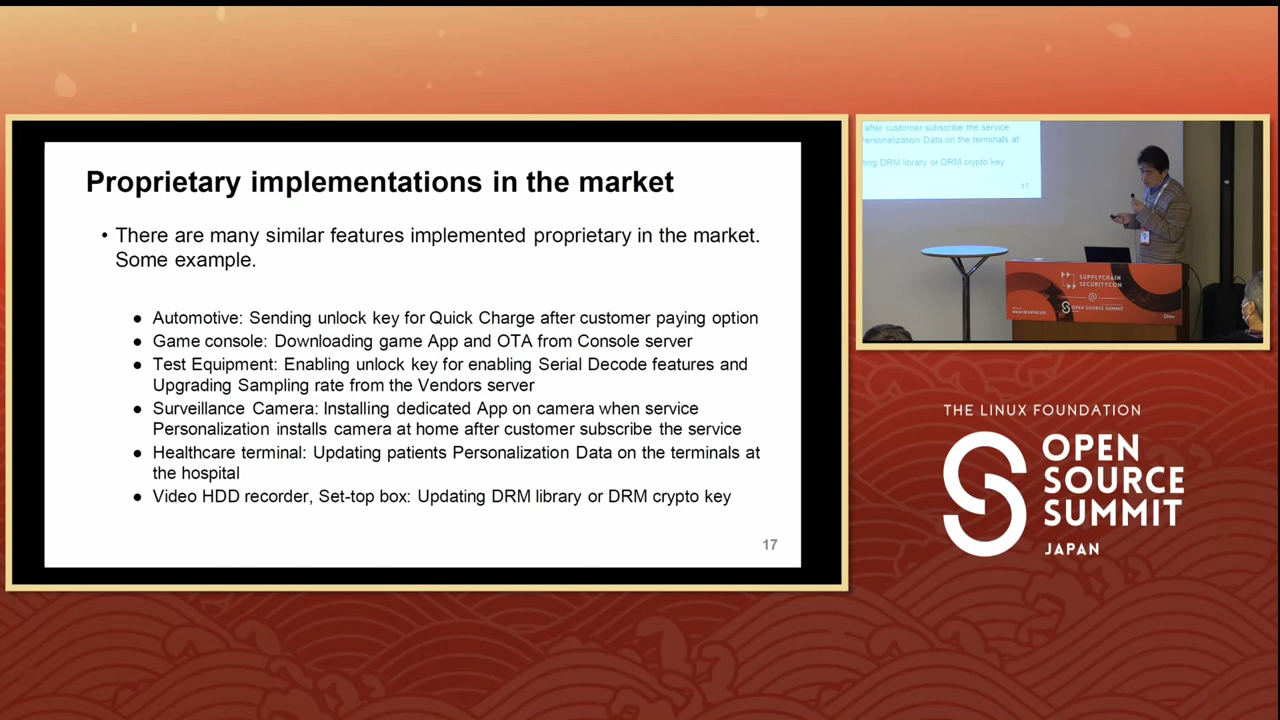 Proprietary implementations in the market
• There are many similar features implemented proprietary in the market.
Some example.
● Automotive: Sending unlock key for Quick Charge after customer paying option
● Game console: Downloading game App and OTA from Console server
● Test Equipment: Enabling unlock key for enabling Serial Decode features and
Upgrading Sampling rate from the Vendors server
● Surveillance Camera: Installing dedicated App on camera when service
Personalization installs camera at home after customer subscribe the service
● Healthcare terminal: Updating patients Personalization Data on the terminals at
the hospital
● Video HDD recorder, Set-top box: Updating DRM library or DRM crypto key
17
after customer subscribe the service
Personalization Data on the terminals at
DRM library or DRM crypto key
17
SUPPLYCHAIN
SECURITYCON
@
OPEN SOURCE SUMMIT
THE LINUX FOUNDATION
OPEN
SOURCE
SUMMIT
JAPAN